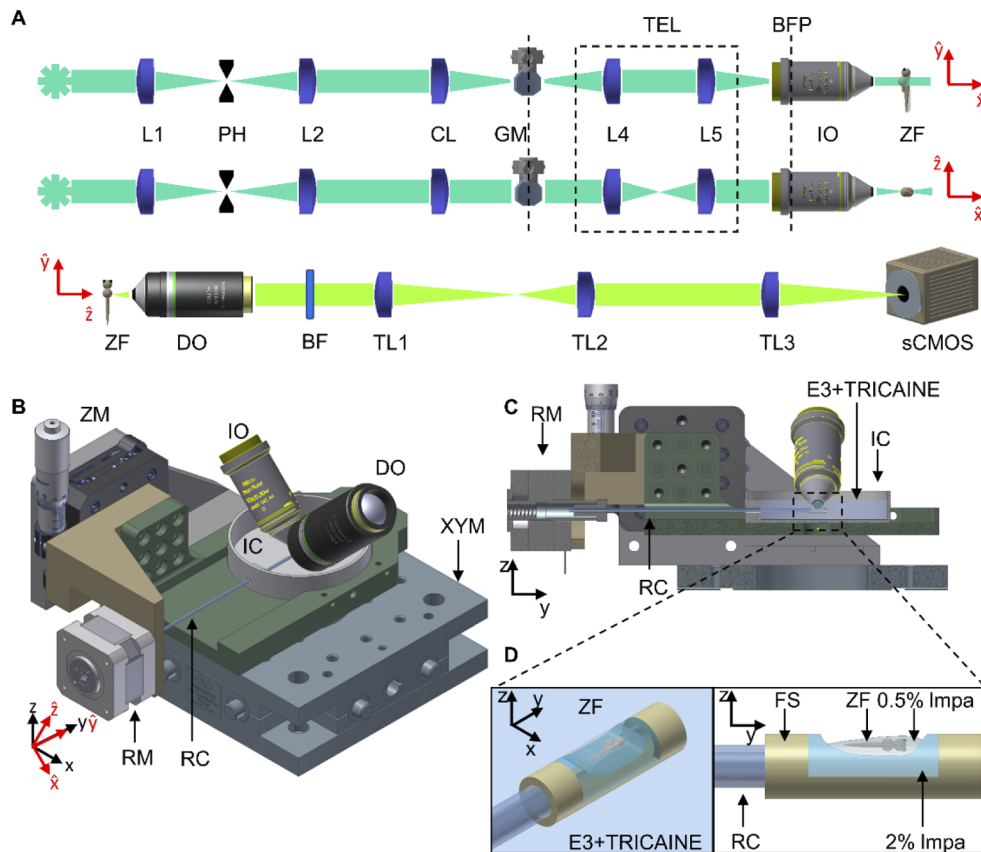 A
TEL
BFP
ŷ
x̂
L1 PH L2 CL GM L4 L5 IO ZF
ẑ
x̂
ŷ
ẑ
ZF DO BF TL1 TL2 TL3 sCMOS
B
ZM
IO
DO
IC
XYM
z ẑ
y ŷ
x
x̂
RM
RC
C
RM
E3+TRICAINE
IC
z
y
RC
D
z y
x
ZF
E3+TRICAINE
z
y
FS ZF 0.5% Impa
RC
2% Impa